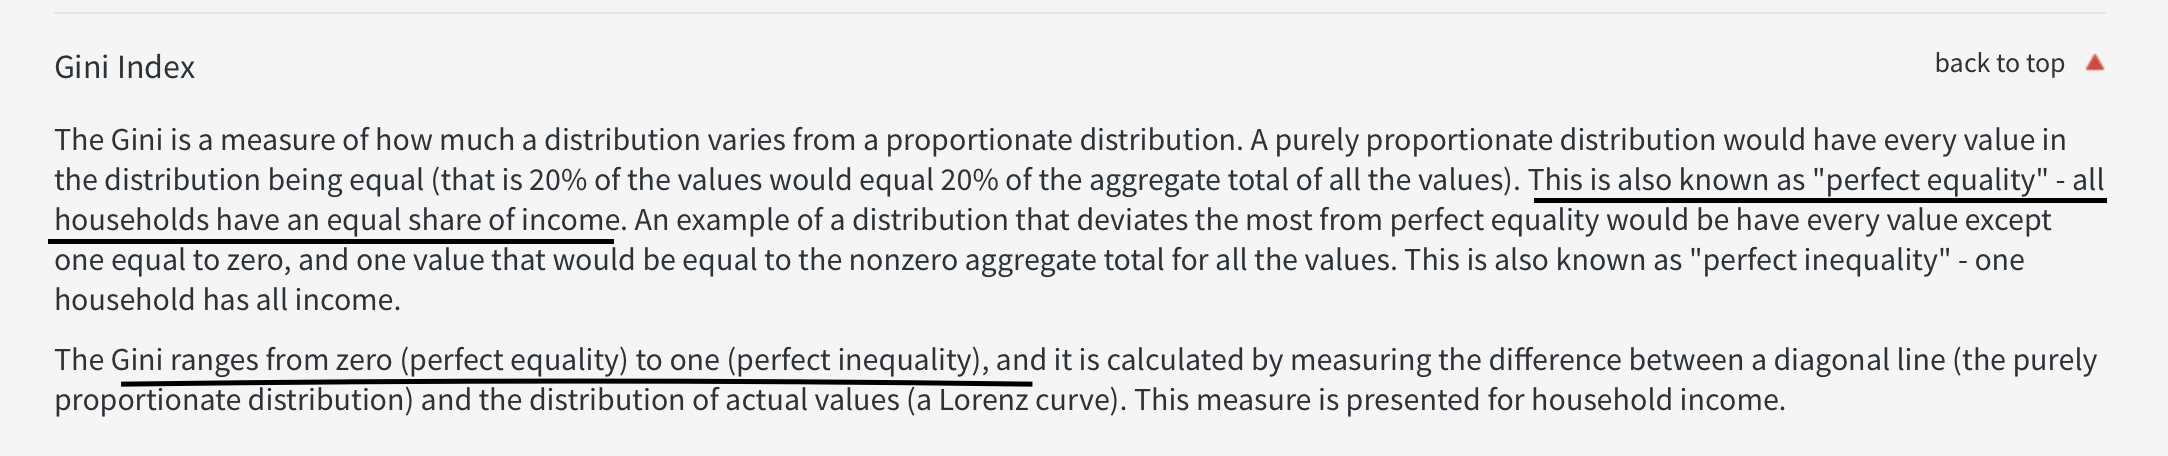 Gini Index
back to top
The Gini is a measure of how much a distribution varies from a proportionate distribution. A purely proportionate distribution would have every value in
the distribution being equal (that is 20% of the values would equal 20% of the aggregate total of all the values). This is also known as "perfect equality" - all
households have an equal share of income. An example of a distribution that deviates the most from perfect equality would be have every value except
one equal to zero, and one value that would be equal to the nonzero aggregate total for all the values. This is also known as "perfect inequality" - one
household has all income.
The Gini ranges from zero (perfect equality) to one (perfect inequality), and it is calculated by measuring the difference between a diagonal line (the purely
proportionate distribution) and the distribution of actual values (a Lorenz curve). This measure is presented for household income.